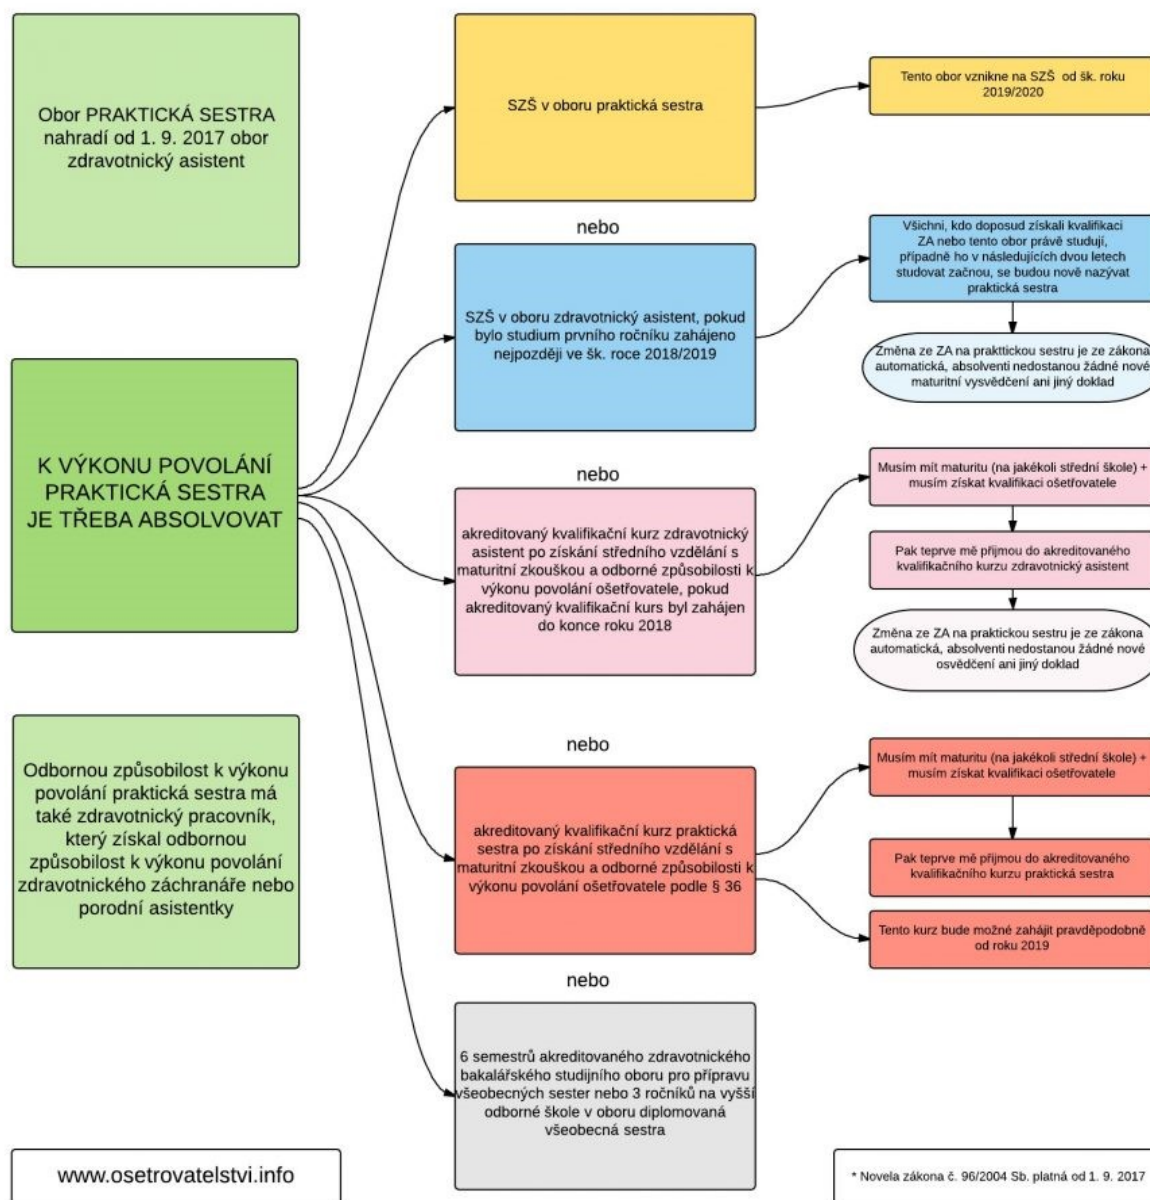 Obor PRAKTICKÁ SESTRA
nahradí od 1. 9. 2017 obor
zdravotnický asistent
K VÝKONU POVOLÁNÍ
PRAKTICKÁ SESTRA
JE TŘEBA ABSOLVOVAT
Odbornou způsobilost k výkonu
povolání praktická sestra má
také zdravotnický pracovník,
který získal odbornou
způsobilost k výkonu povolání
zdravotnického záchranáře nebo
porodní asistentky
SZŠ v oboru praktická sestra
Tento obor vznikne na SZŠ od šk. roku
2019/2020
nebo
SZŠ v oboru zdravotnický asistent, pokud
bylo studium prvního ročníku zahájeno
nejpozději ve šk. roce 2018/2019
Všichni, kdo doposud získali kvalifikaci
ZA nebo tento obor právě studují,
případně ho v následujících dvou letech
studovat začnou, se budou nově nazývat
praktická sestra
Změna ze ZA na prakttickou sestru je ze zákona
automatická, absolventi nedostanou žádné nové
maturitní vysvědčení ani jiný doklad
nebo
akreditovaný kvalifikační kurz zdravotnický
asistent po získání středního vzdělání s
maturitní zkouškou a odborné způsobilosti k
výkonu povolání ošetřovatele, pokud
akreditovaný kvalifikační kurs byl zahájen
do konce roku 2018
Musím mít maturitu (na jakékoli střední škole) +
musím získat kvalifikaci ošetřovatele
Pak teprve mě přijmou do akreditovaného
kvalifikačního kurzu zdravotnický asistent
Změna ze ZA na praktickou sestru je ze zákona
automatická, absolventi nedostanou žádné nové
osvědčení ani jiný doklad
nebo
akreditovaný kvalifikační kurz praktická
sestra po získání středního vzdělání s
maturitní zkouškou a odborné způsobilosti k
výkonu povolání ošetřovatele podle § 36
Musím mít maturitu (na jakékoli střední škole) +
musím získat kvalifikaci ošetřovatele
Pak teprve mě přijmou do akreditovaného
kvalifikačního kurzu praktická sestra
Tento kurz bude možné zahájit pravděpodobně
od roku 2019
nebo
6 semestrů akreditovaného zdravotnického
bakalářského studijního oboru pro přípravu
všeobecných sester nebo 3 ročníků na vyšší
odborné škole v oboru diplomovaná
všeobecná sestra
www.osetrovatelstvi.info
* Novela zákona č. 96/2004 Sb. platná od 1. 9. 2017